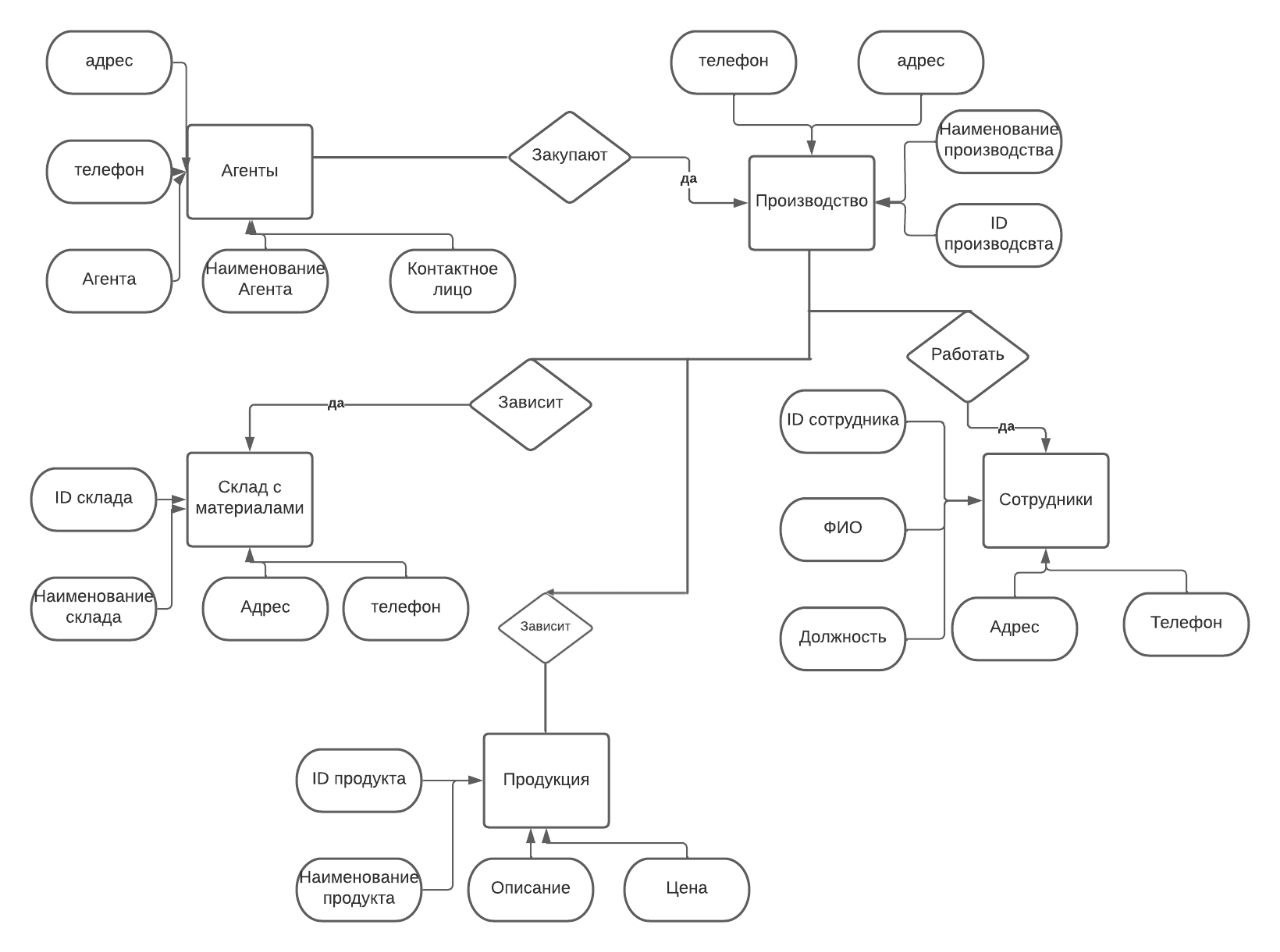 адрес
телефон
адрес
Наименование
производства
Закупают
телефон
Агенты
да
Производство
ID
производсвта
Агента
Наименование
Агента
Контактное
лицо
Работать
Зависит
да
ID сотрудника
да
Склад с
материалами
ID склада
Сотрудники
ФИО
Наименование
склада
Адрес
телефон
Зависит
Должность
Адрес
Телефон
ID продукта
Продукция
Наименование
продукта
Описание
Цена